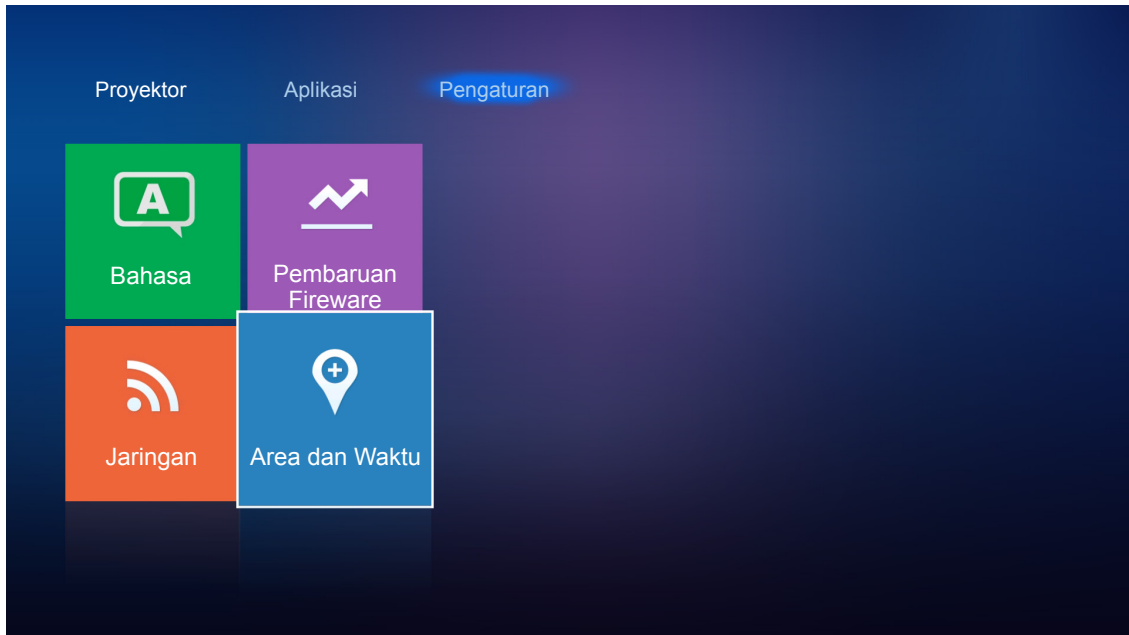 Proyektor Aplikasi Pengaturan
A
Bahasa
Pembaruan
Fireware
Jaringan
Area dan Waktu